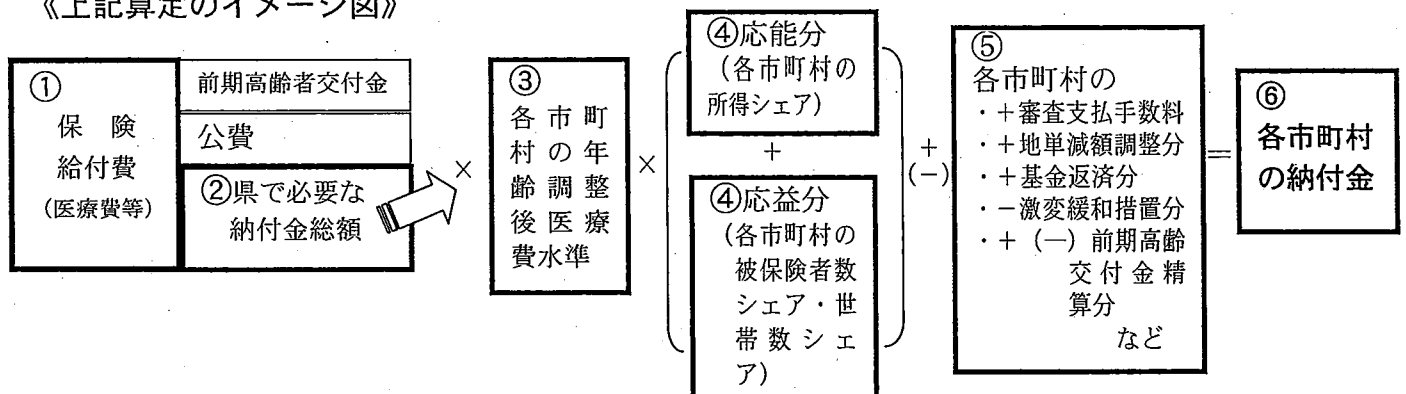 《上記算定のイメージ図》
①
保　険
給付費
(医療費等)
前期高齢者交付金
公費
②県で必要な
納付金総額
×
③
各市町
村の年
齢調整
後医療
費水準
×
④応能分
(各市町村の
所得シェア)
+
④応益分
(各市町村の
被保険者数
シェア・世
帯数シェ
ア)
+
(-)
⑤
各市町村の
・+審査支払手数料
・+地単減額調整分
・+基金返済分
・-激変緩和措置分
・+(-)前期高齢
交付金精
算分
など
=
⑥
各市町村
の納付金